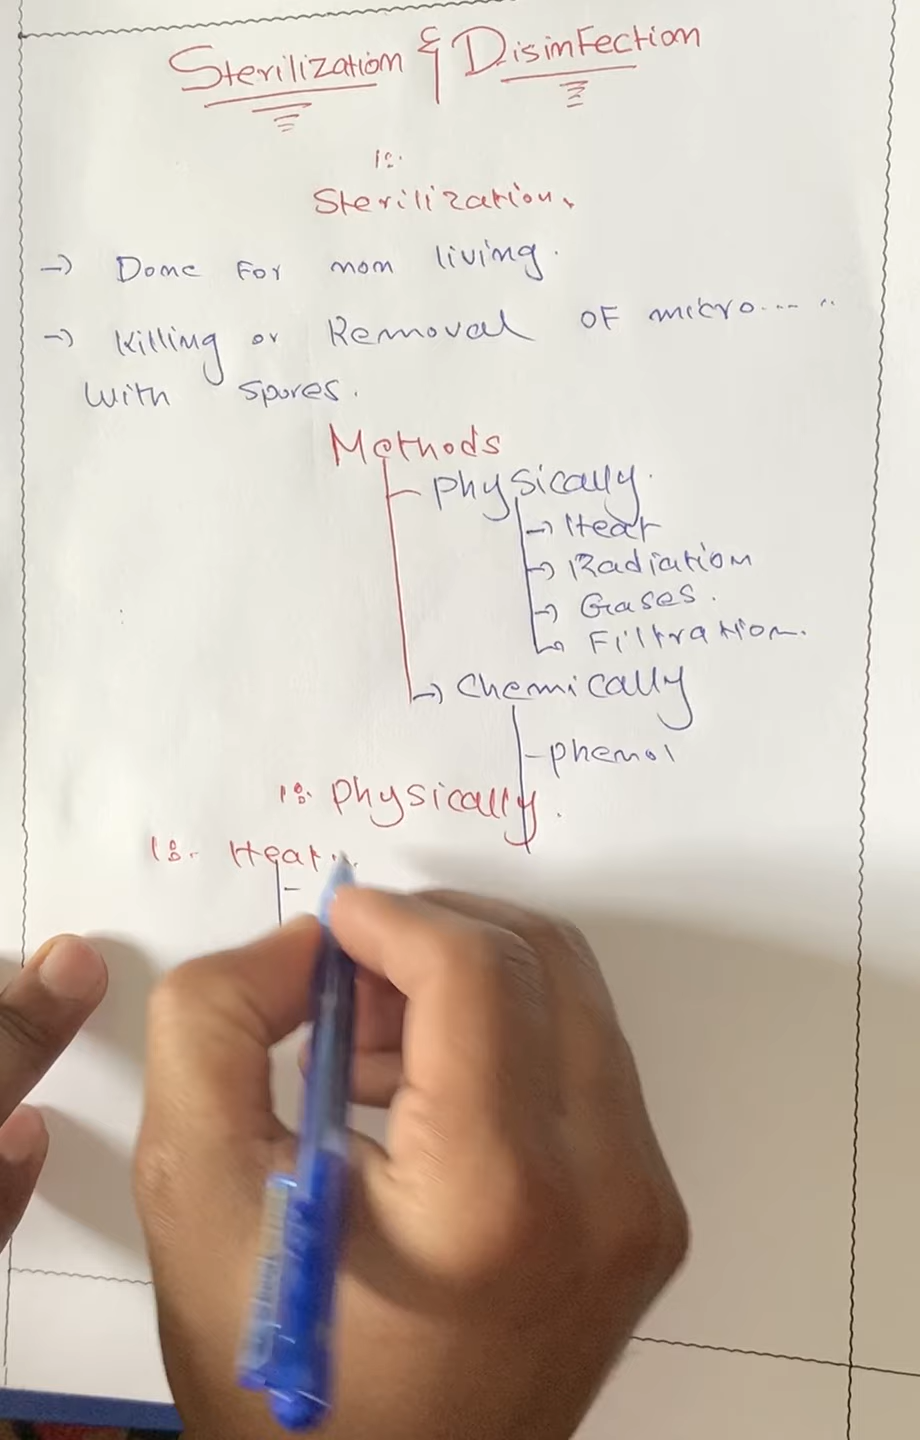 Sterilization & Disinfection
1:
Sterilization.
→ Done For non living.
→ Killing or Removal OF micro.....
with spores.
Methods
Physically.
→ Heat
→ Radiation
→ Gases.
→ Filtration.
→ Chemically
- phenol
1:. Physically.
1:. Heat.
-